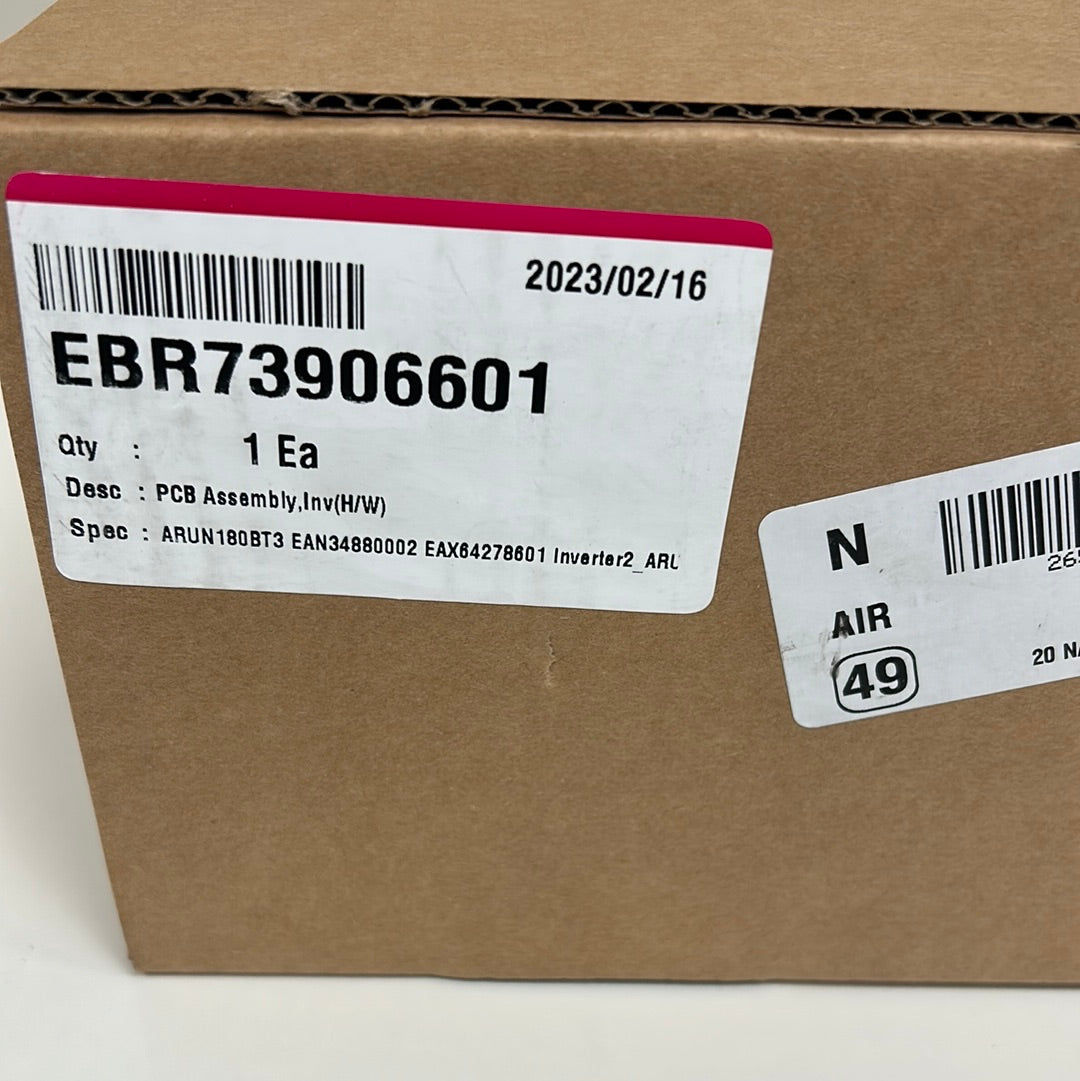 2023/02/16
EBR73906601
Qty : 1 Ea
Desc : PCB Assembly,Inv(H/W)
Spec : ARUN180BT3 EAN34880002 EAX64278601 Inverter2_ARU
N
AIR
49
20